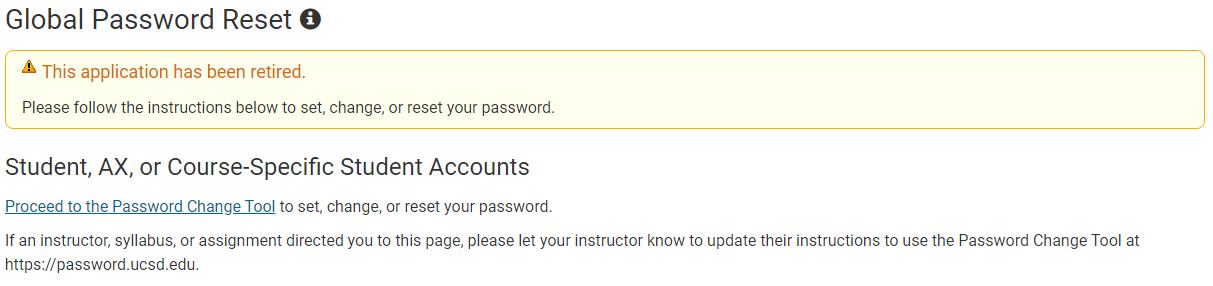 Global Password Reset
This application has been retired.
Please follow the instructions below to set, change, or reset your password.
Student, AX, or Course-Specific Student Accounts
Proceed to the Password Change Tool to set, change, or reset your password.
If an instructor, syllabus, or assignment directed you to this page, please let your instructor know to update their instructions to use the Password Change Tool at
https://password.ucsd.edu.